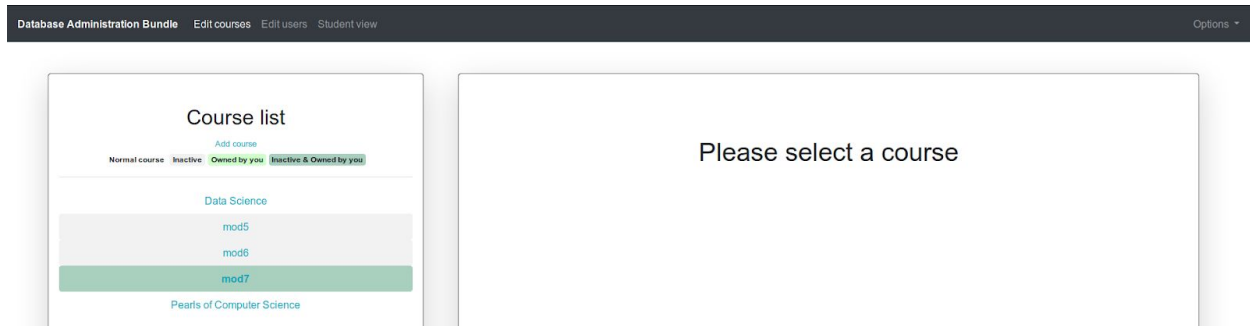 Database Administration Bundle Edit courses Edit users Student view Options
Course list
Add course
Normal course Inactive Owned by you Inactive & Owned by you
Data Science
mod5
mod6
mod7
Pearls of Computer Science
Please select a course